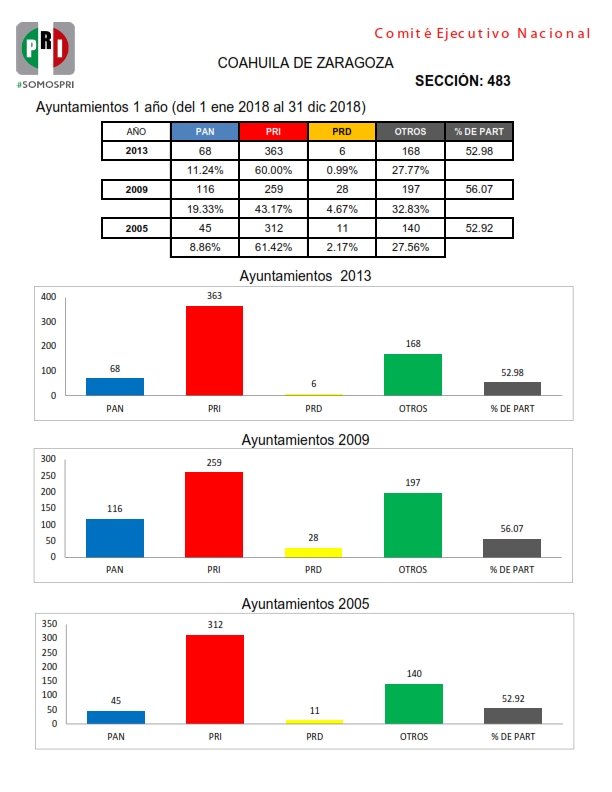 Comité Ejecutivo Nacional
PRI
#SOMOSPRI
COAHUILA DE ZARAGOZA
SECCIÓN: 483
Ayuntamientos 1 año (del 1 ene 2018 al 31 dic 2018)
AÑO PAN PRI PRD OTROS % DE PART
2013 68 363 6 168 52.98
11.24% 60.00% 0.99% 27.77%
2009 116 259 28 197 56.07
19.33% 43.17% 4.67% 32.83%
2005 45 312 11 140 52.92
8.86% 61.42% 2.17% 27.56%
Ayuntamientos 2013
400
300
200
100
0
68 363 6 168 52.98
PAN PRI PRD OTROS % DE PART
Ayuntamientos 2009
300
250
200
150
100
50
0
116 259 28 197 56.07
PAN PRI PRD OTROS % DE PART
Ayuntamientos 2005
350
300
250
200
150
100
50
0
45 312 11 140 52.92
PAN PRI PRD OTROS % DE PART